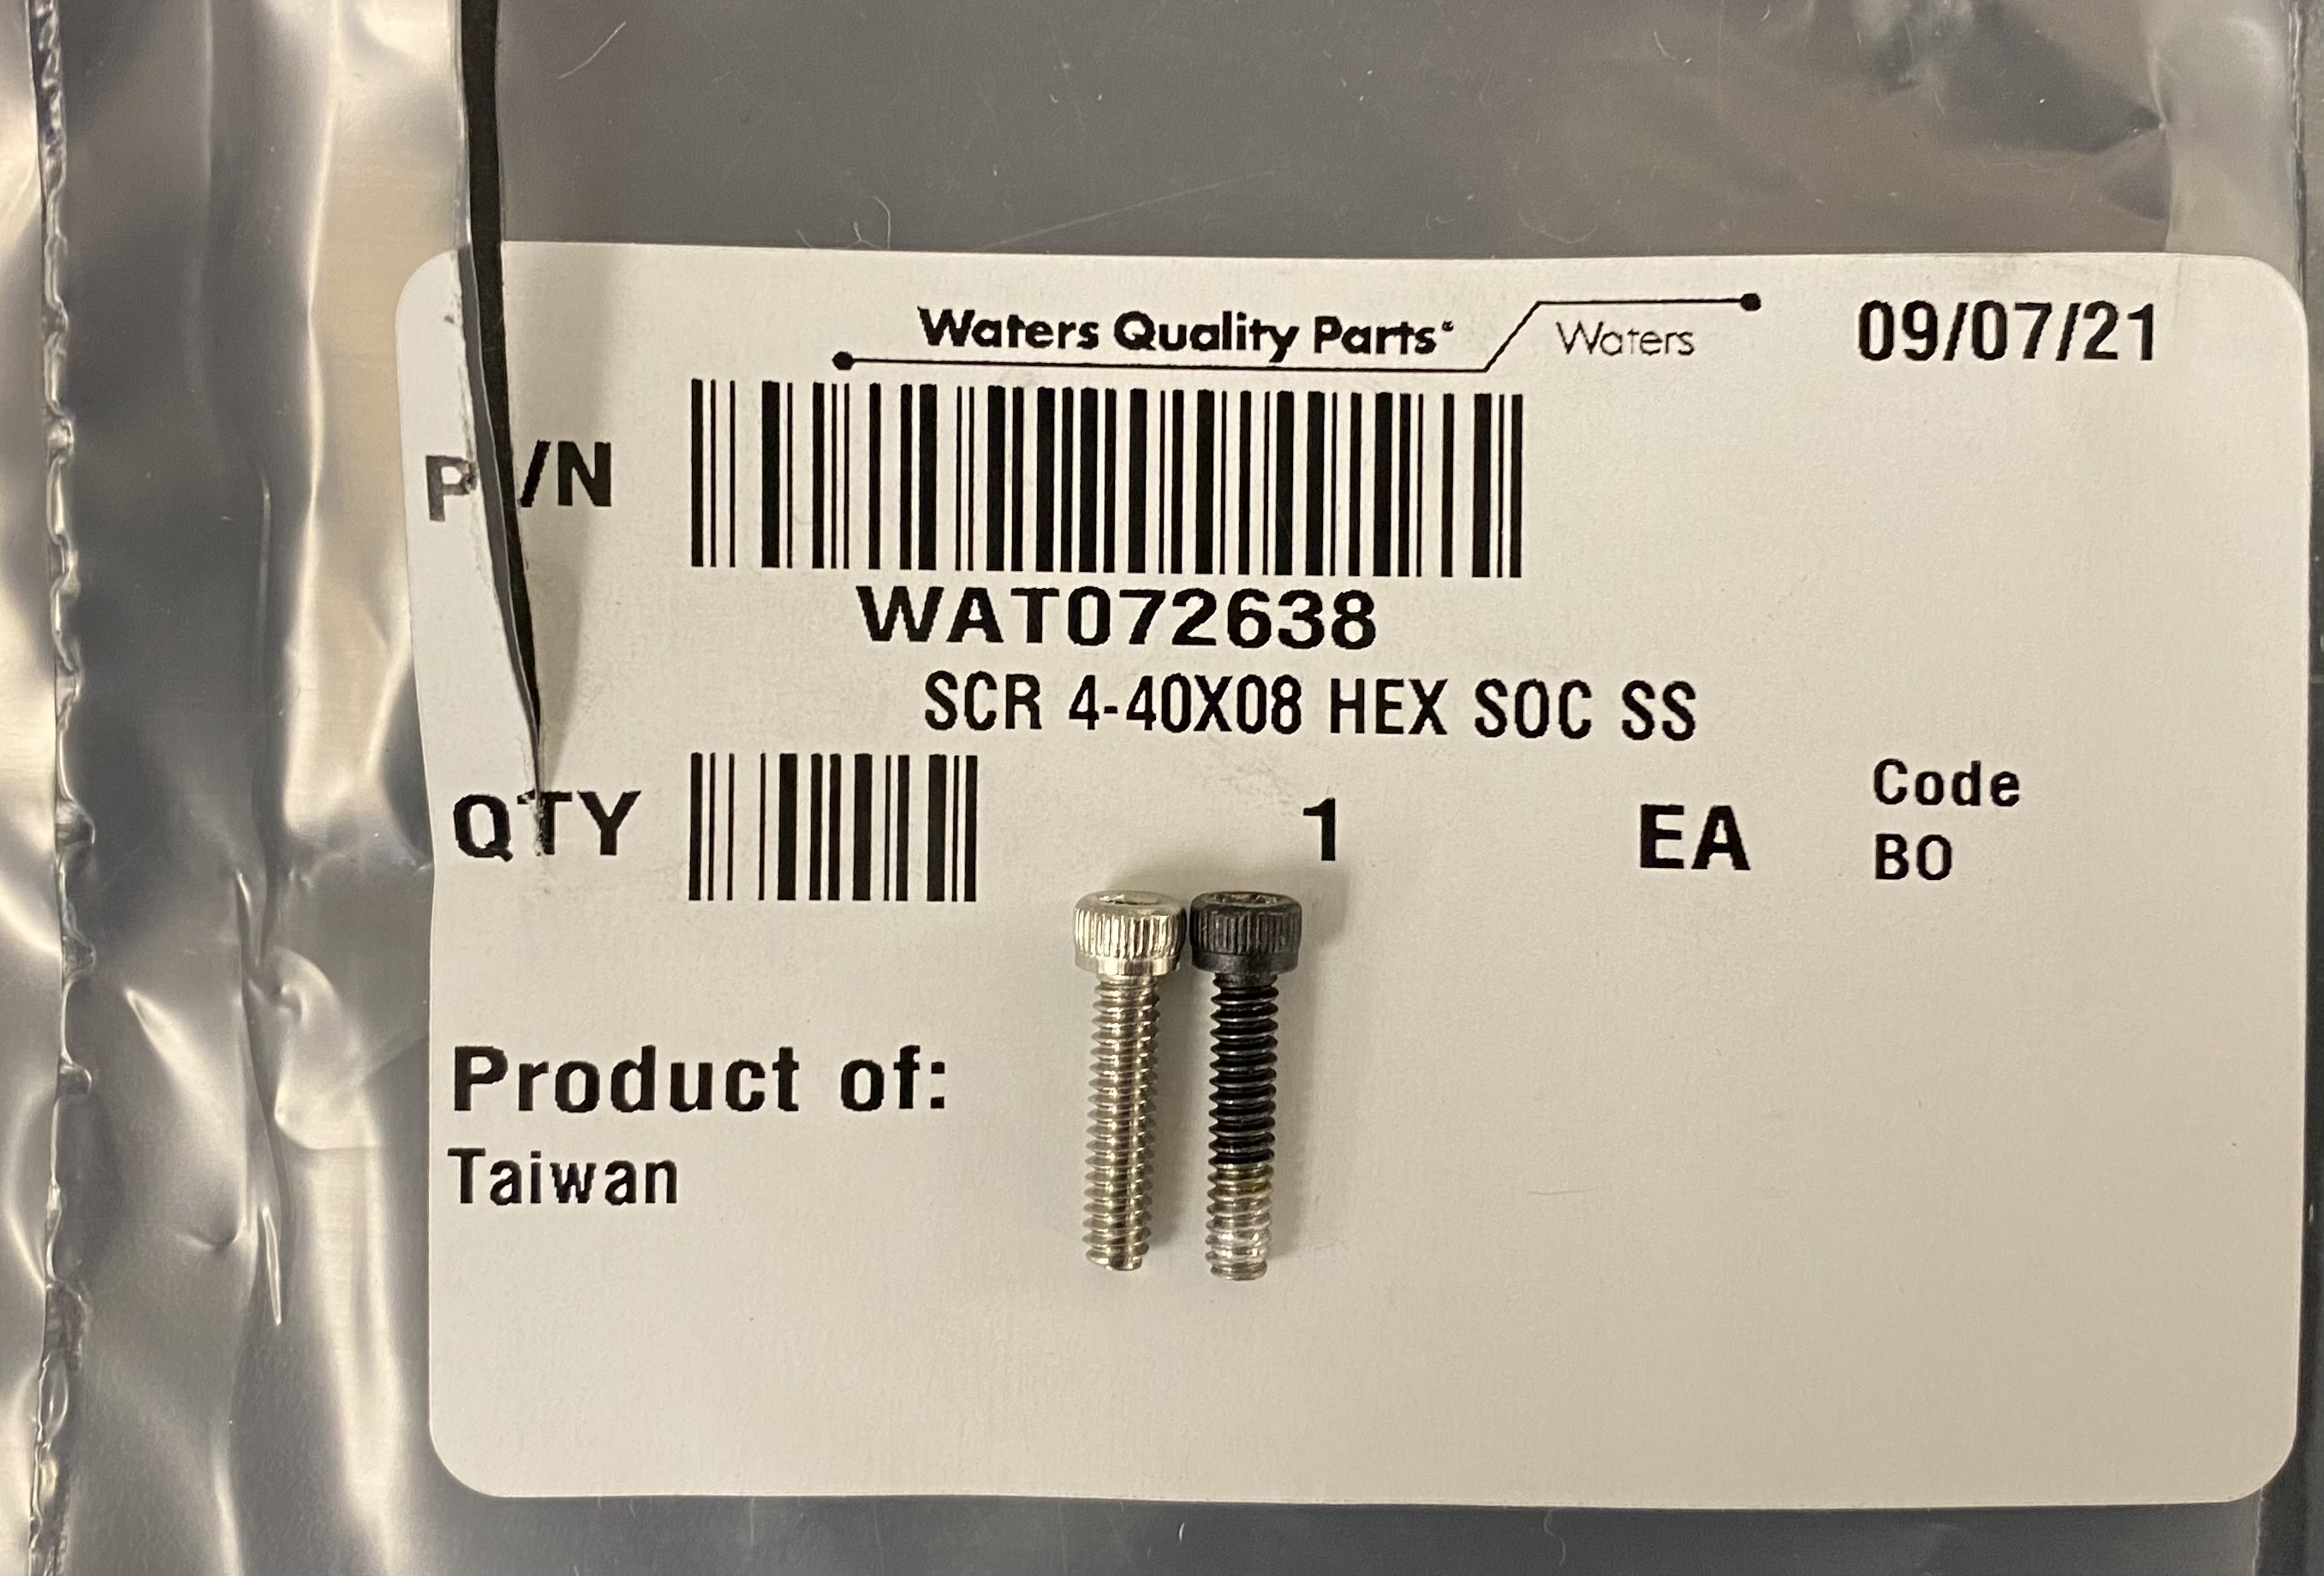 Waters Quality Parts Waters 09/07/21
P/N
WAT072638
SCR 4-40X08 HEX SOC SS
QTY 1 EA
Code
BO
Product of:
Taiwan